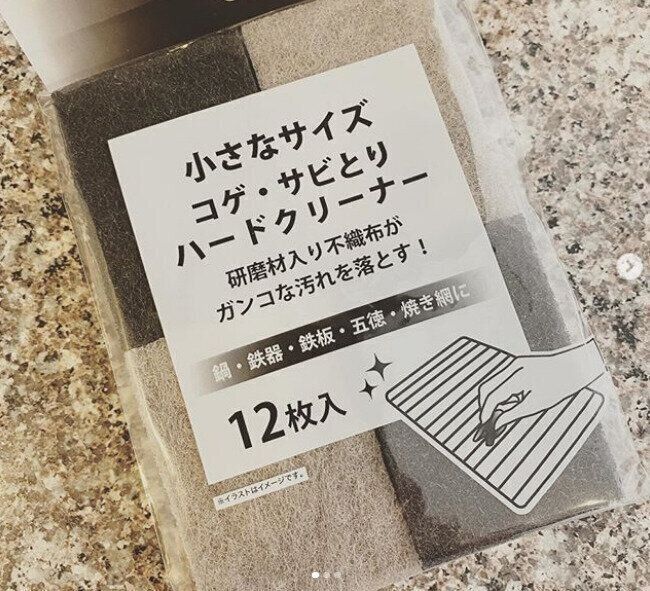 小さなサイズ
コゲ・サビとり
ハードクリーナー
研磨材入り不織布が
ガンコな汚れを落とす！
鍋・鉄器・鉄板・五徳・焼き網に
12枚入
※イラストはイメージです。